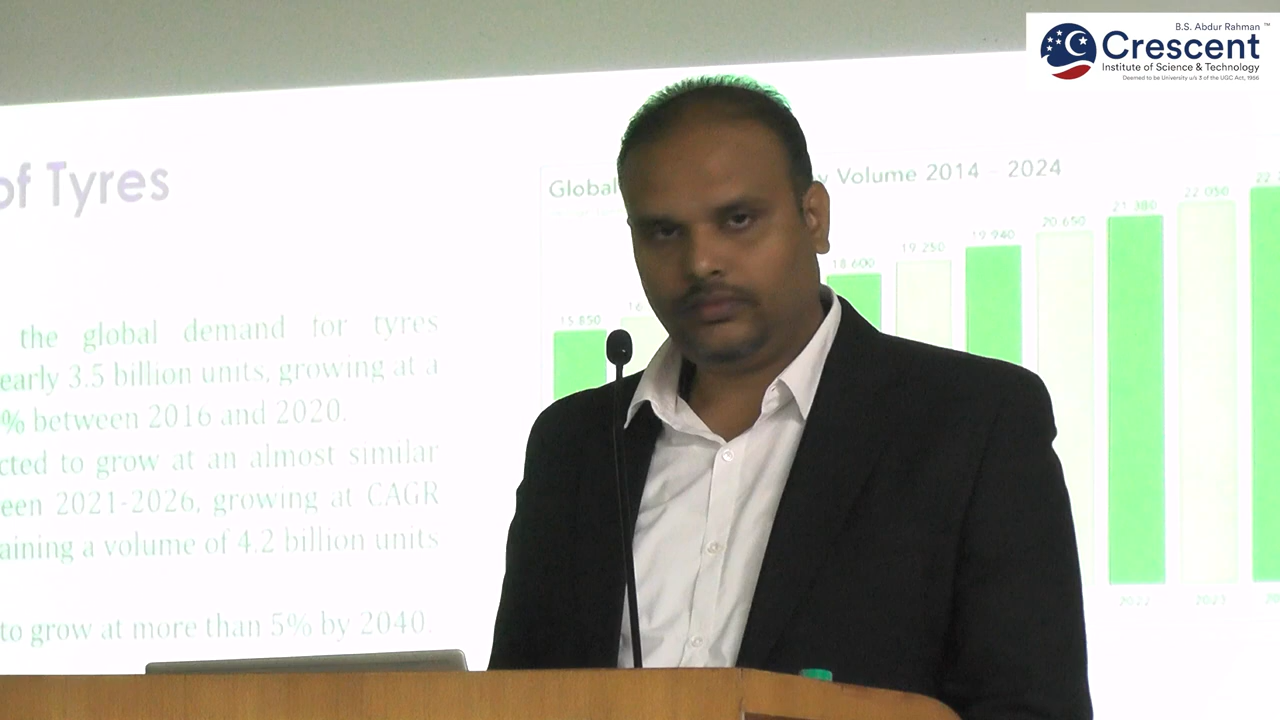 B.S. Abdur Rahman ™
Crescent
Institute of Science & Technology
Deemed to be University u/s 3 of the UGC Act, 1956
of Tyres
the global demand for tyres
early 3.5 billion units, growing at a
% between 2016 and 2020.
cted to grow at an almost similar
een 2021-2026, growing at CAGR
aining a volume of 4.2 billion units
to grow at more than 5% by 2040.
Global y Volume 2014 - 2024
15 850
16
18 600
19 250
19 940
20 650
21 380
22 050
22
2022
2023
20